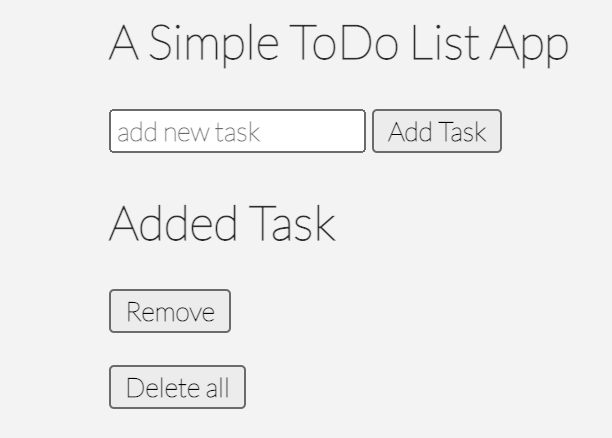 A Simple ToDo List App
add new task Add Task
Added Task
Remove
Delete all